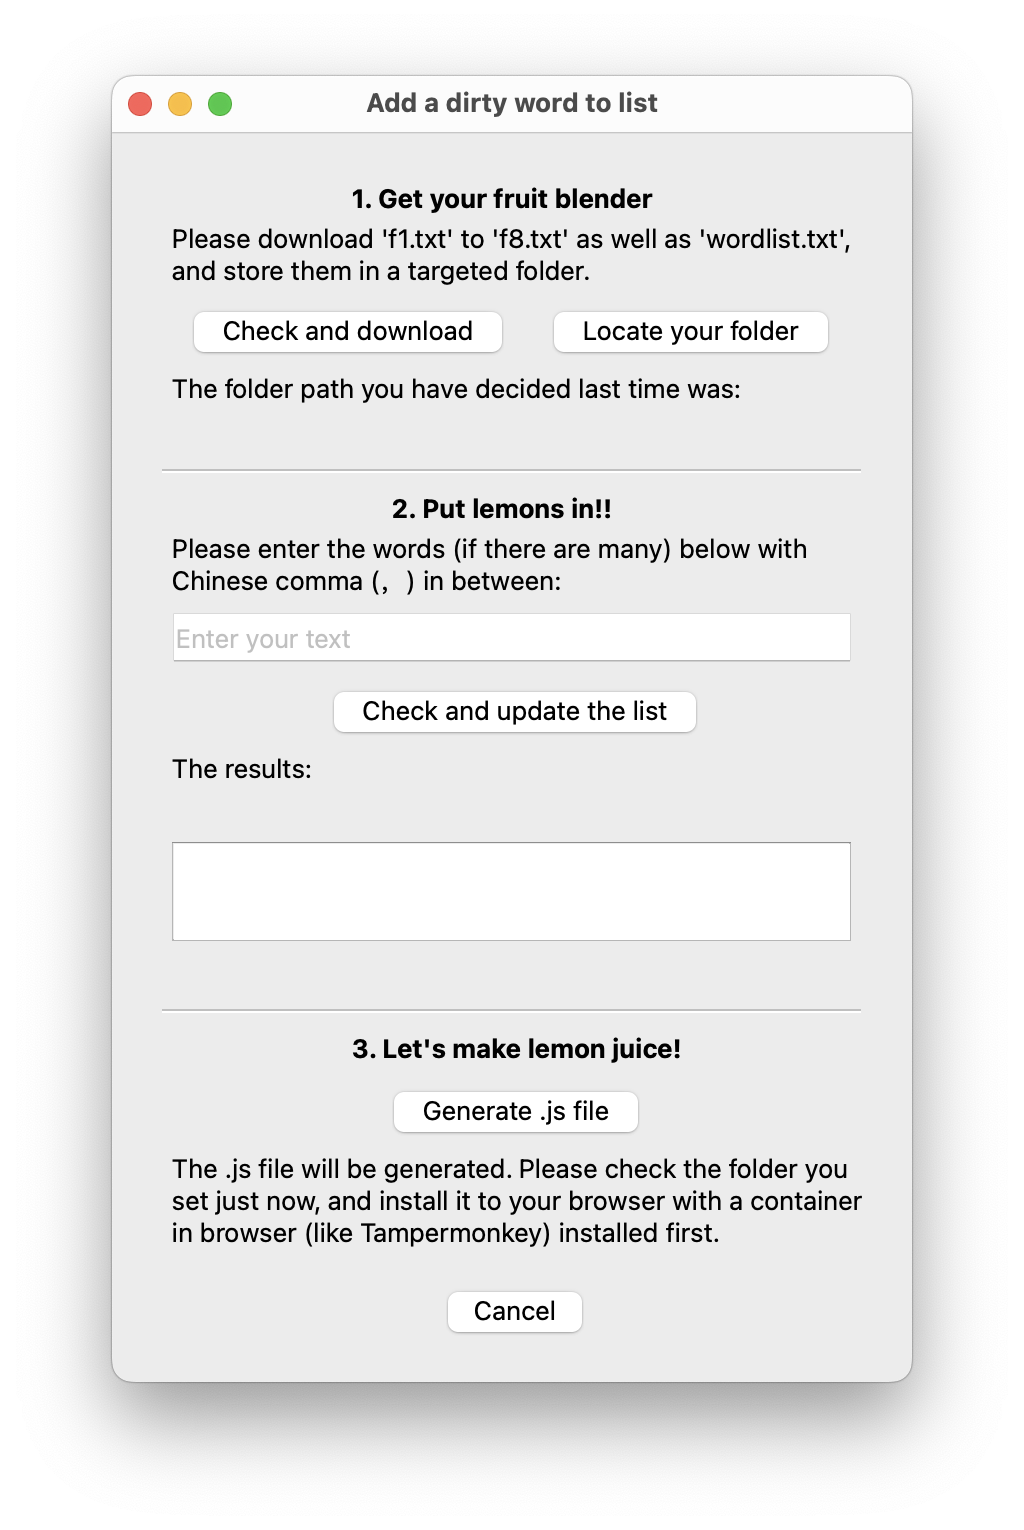 Add a dirty word to list
1. Get your fruit blender
Please download 'f1.txt' to 'f8.txt' as well as 'wordlist.txt',
and store them in a targeted folder.
Check and download
Locate your folder
The folder path you have decided last time was:
2. Put lemons in!!
Please enter the words (if there are many) below with
Chinese comma (，) in between:
Enter your text
Check and update the list
The results:
3. Let's make lemon juice!
Generate .js file
The .js file will be generated. Please check the folder you
set just now, and install it to your browser with a container
in browser (like Tampermonkey) installed first.
Cancel